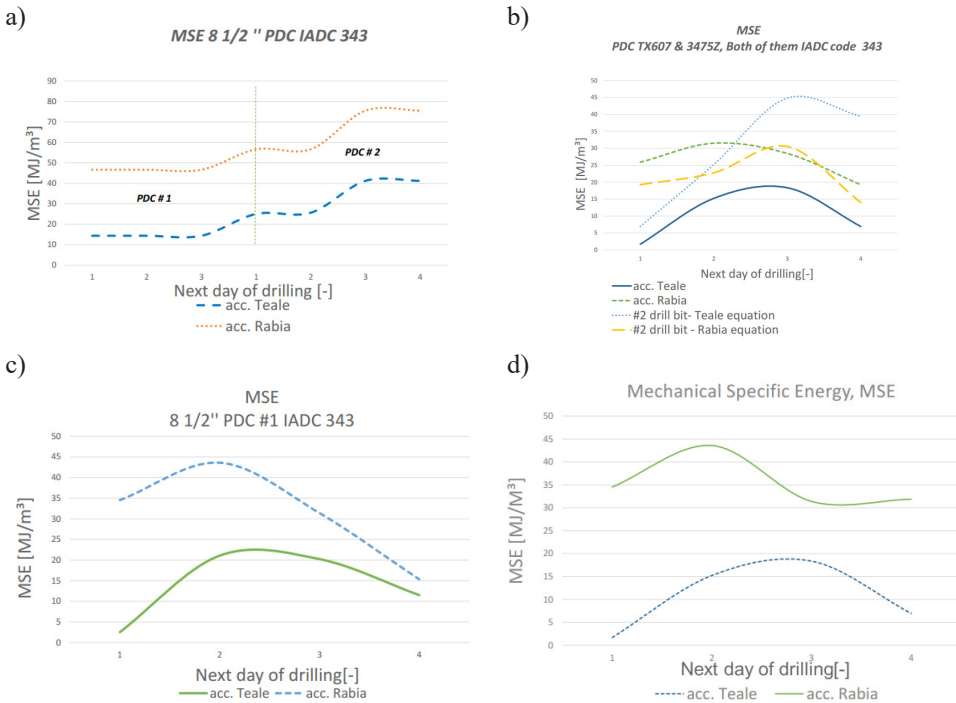 a)
MSE 8 1/2 '' PDC IADC 343
90
80
70
60
50
40
30
20
10
0
MSE [MJ/m³]
PDC # 1
PDC # 2
1 2 3 1 2 3 4
Next day of drilling [-]
acc. Teale
acc. Rabia
b)
MSE
PDC TX607 & 3475Z, Both of them IADC code 343
50
45
40
35
30
25
20
15
10
5
0
MSE [MJ/m³]
1 2 3 4
Next day of drilling[-]
acc. Teale
acc. Rabia
#2 drill bit- Teale equation
#2 drill bit - Rabia equation
c)
MSE
8 1/2'' PDC #1 IADC 343
50
45
40
35
30
25
20
15
10
5
0
MSE [MJ/m³]
1 2 3 4
Next day of drilling[-]
acc. Teale acc. Rabia
d)
Mechanical Specific Energy, MSE
50
45
40
35
30
25
20
15
10
5
0
MSE [MJ/M³]
1 2 3 4
Next day of drilling[-]
acc. Teale acc. Rabia